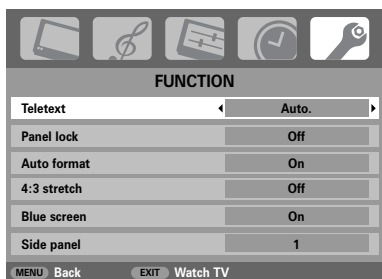 FUNCTION
Teletext Auto.
Panel lock Off
Auto format On
4:3 stretch Off
Blue screen On
Side panel 1
MENU Back EXIT Watch TV